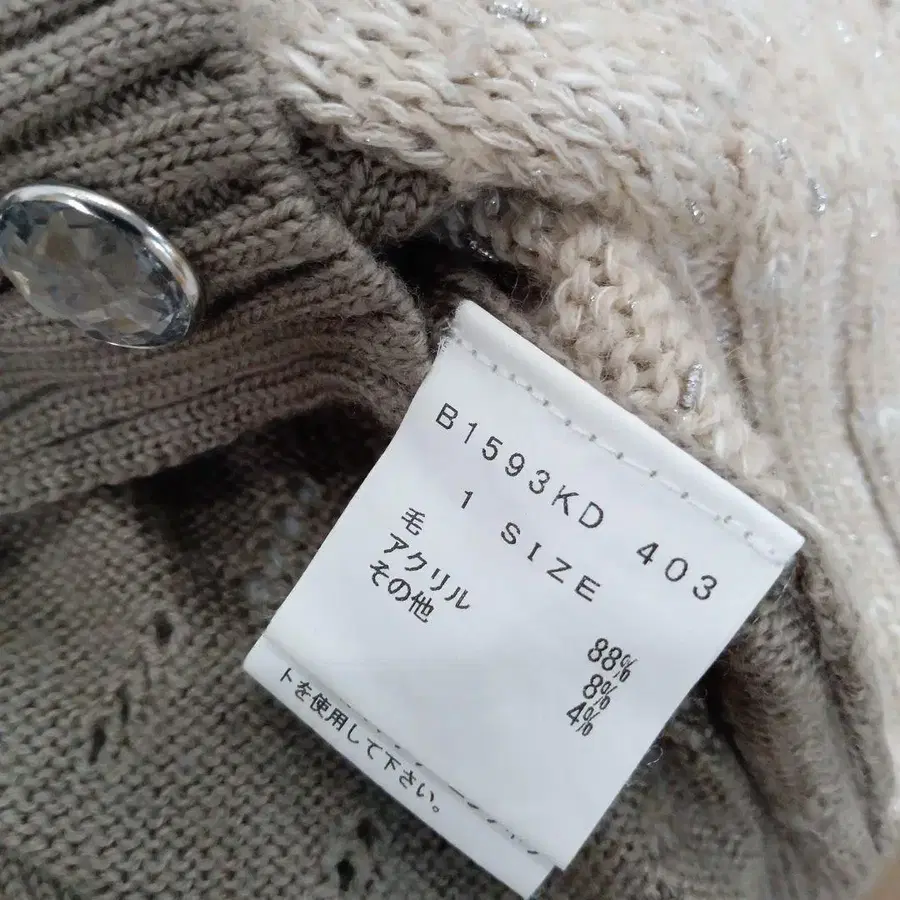 B1593KD 403
1 SIZE
毛 88%
アクリル 8%
その他 4%
トを使用して下さい。